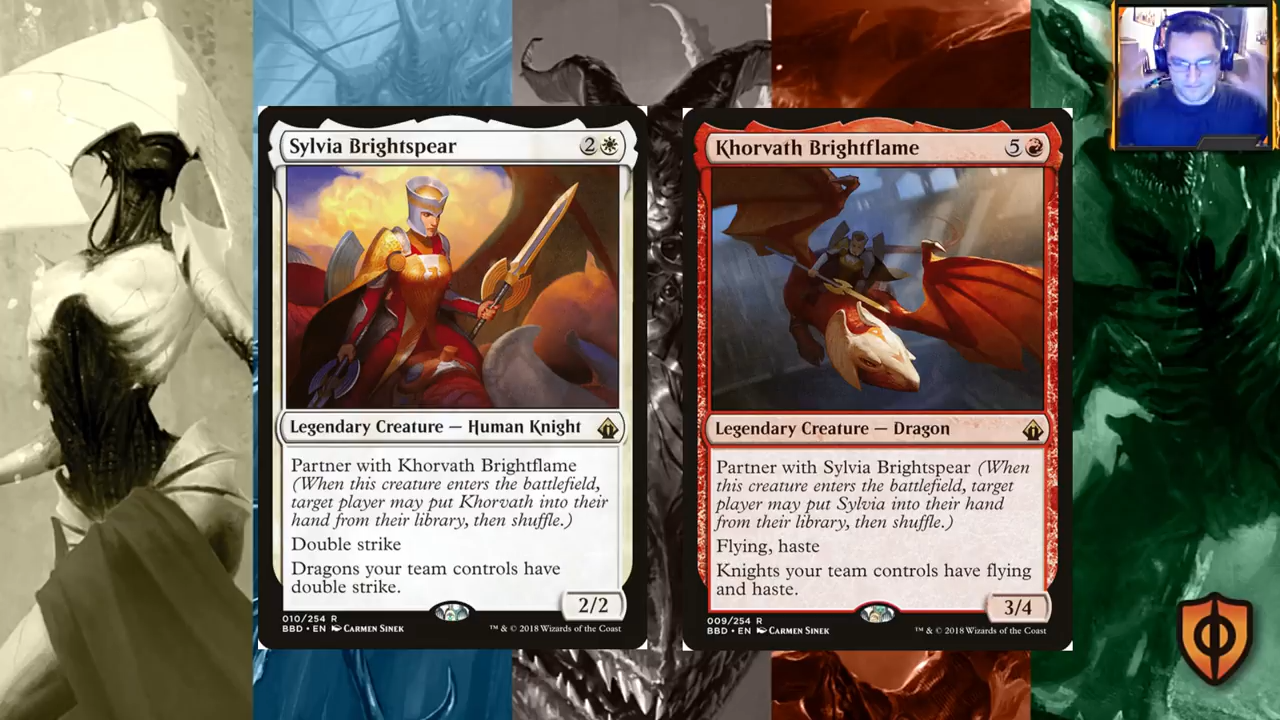 Sylvia Brightspear 2
Legendary Creature — Human Knight
Partner with Khorvath Brightflame
(When this creature enters the battlefield,
target player may put Khorvath into their
hand from their library, then shuffle.)
Double strike
Dragons your team controls have
double strike.
2/2
010/254 R
BBD • EN CARMEN SINEK
™ & © 2018 Wizards of the Coast
Khorvath Brightflame 5
Legendary Creature — Dragon
Partner with Sylvia Brightspear (When
this creature enters the battlefield, target
player may put Sylvia into their hand
from their library, then shuffle.)
Flying, haste
Knights your team controls have flying
and haste.
3/4
009/254 R
BBD • EN CARMEN SINEK
™ & © 2018 Wizards of the Coast